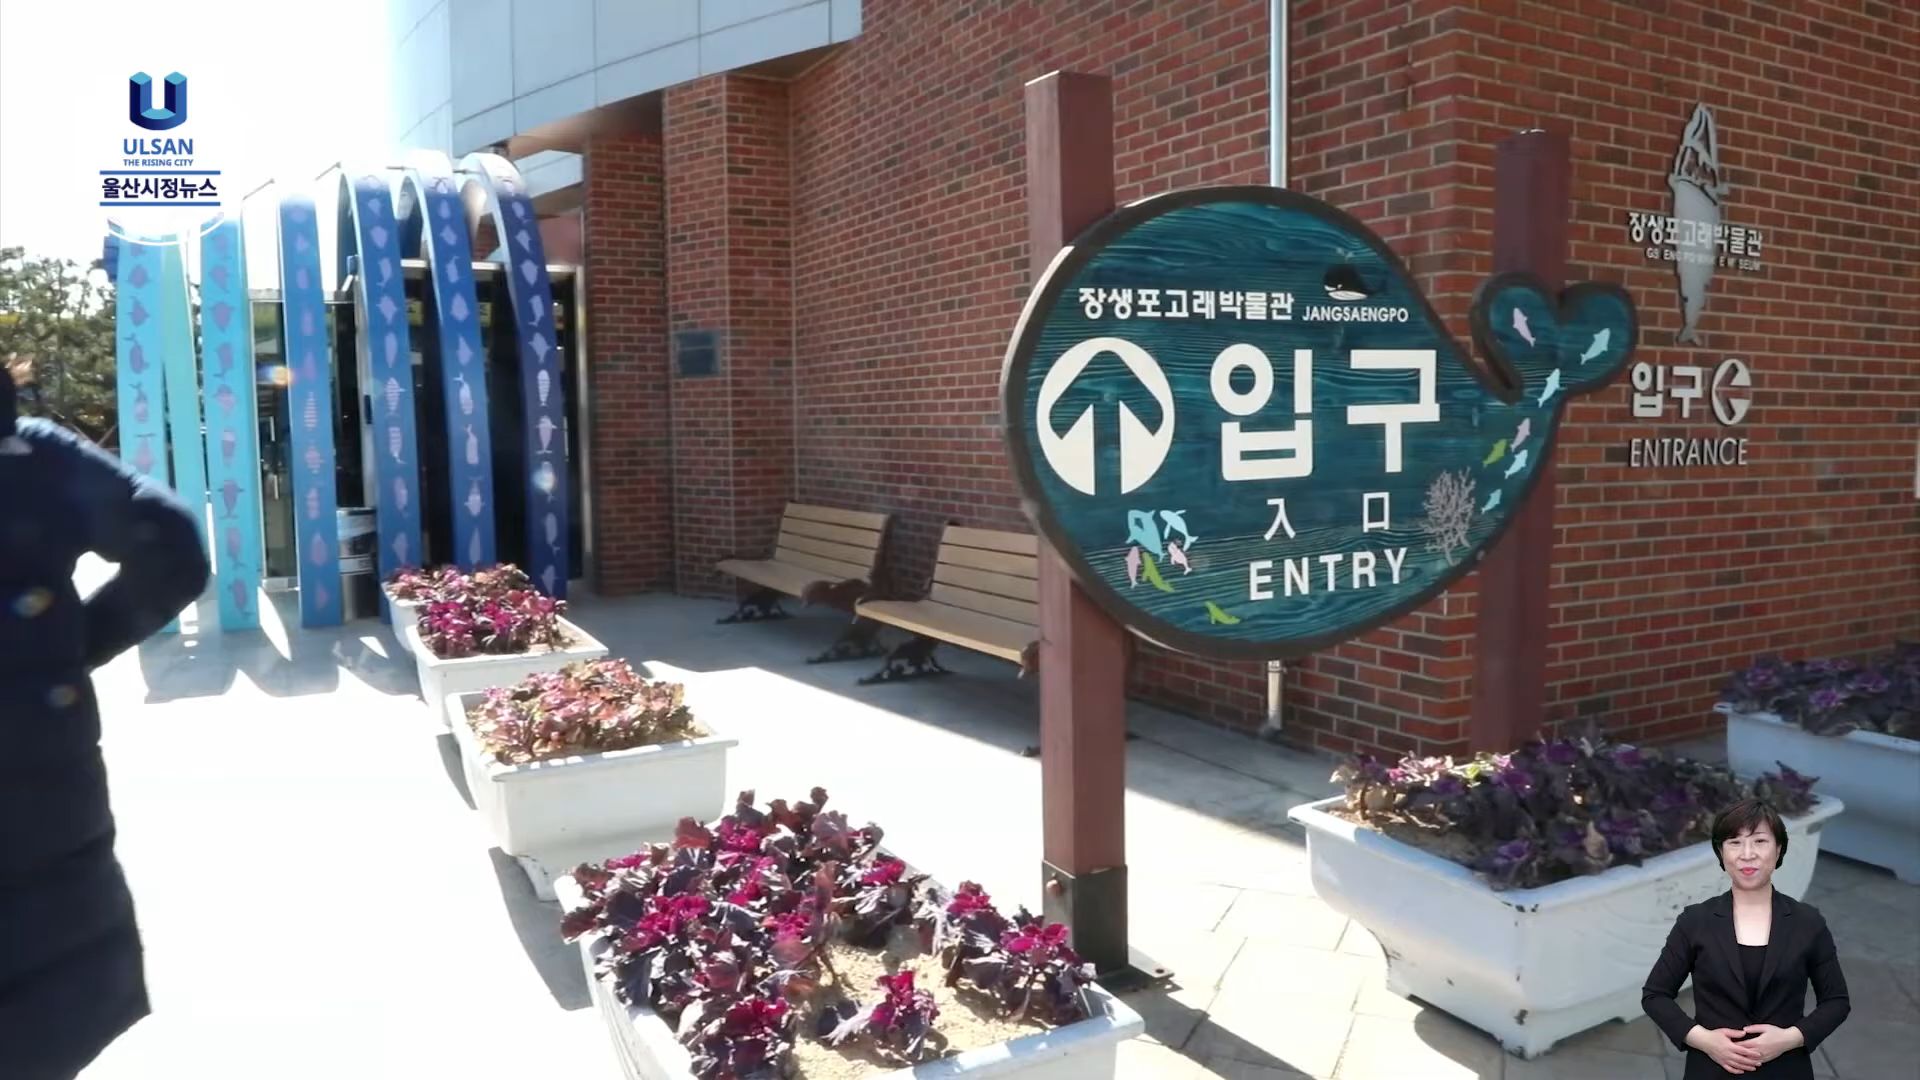 ULSAN
THE RISING CITY
울산시정뉴스
장생포고래박물관 JANGSAENGPO
입구
入口
ENTRY
장생포고래박물관
입구
ENTRANCE